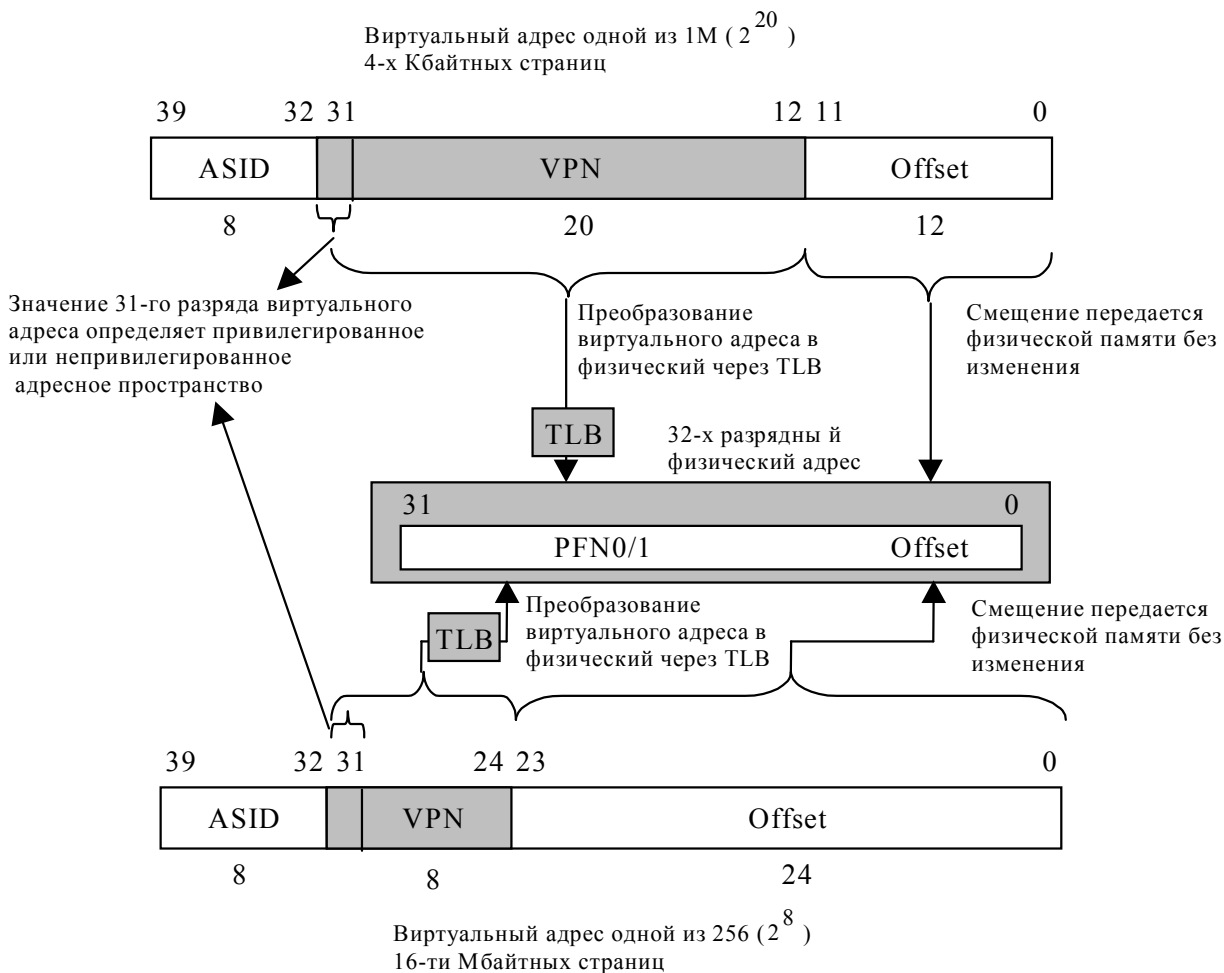 Виртуальный адрес одной из 1М ( 2 20 )
4-х Кбайтных страниц
39 32 31 12 11 0
ASID VPN Offset
8 20 12
Значение 31-го разряда виртуального
адреса определяет привилегированное
или непривилегированное
адресное пространство
Преобразование
виртуального адреса в
физический через TLB
Смещение передается
физической памяти без
изменения
TLB
32-х разрядны й
физический адрес
31 0
PFN0/1 Offset
TLB
Преобразование
виртуального адреса в
физический через TLB
Смещение передается
физической памяти без
изменения
39 32 31 24 23 0
ASID VPN Offset
8 8 24
Виртуальный адрес одной из 256 ( 2 8 )
16-ти Мбайтных страниц